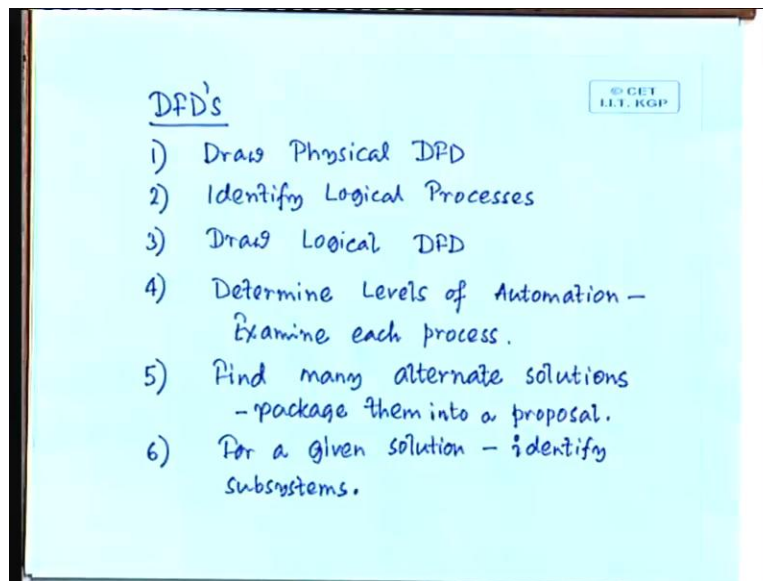 DFD's
© CET
I.I.T. KGP
1) Draw Physical DFD
2) Identify Logical Processes
3) Draw Logical DFD
4) Determine Levels of Automation –
Examine each process.
5) Find many alternate solutions
– package them into a proposal.
6) For a given solution – identify
subsystems.